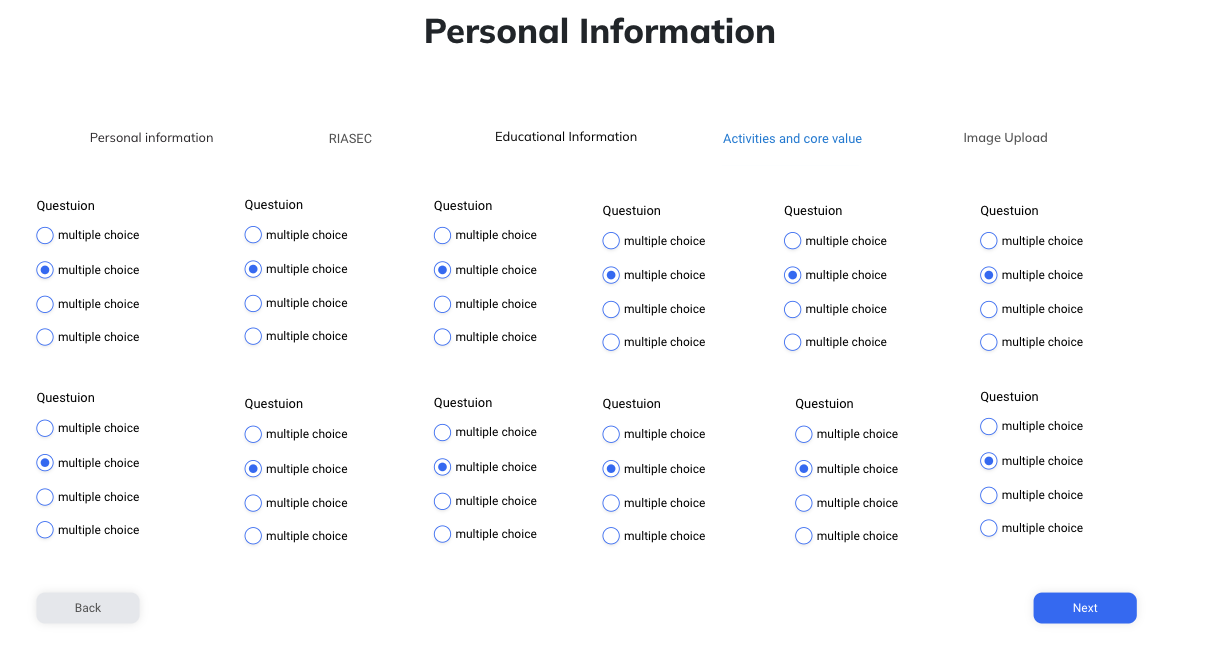 Personal Information
Personal information RIASEC Educational Information Activities and core value Image Upload
Questuion Questuion Questuion Questuion Questuion Questuion
multiple choice multiple choice multiple choice multiple choice multiple choice multiple choice
multiple choice multiple choice multiple choice multiple choice multiple choice multiple choice
multiple choice multiple choice multiple choice multiple choice multiple choice multiple choice
multiple choice multiple choice multiple choice multiple choice multiple choice multiple choice
Questuion Questuion Questuion Questuion Questuion Questuion
multiple choice multiple choice multiple choice multiple choice multiple choice multiple choice
multiple choice multiple choice multiple choice multiple choice multiple choice multiple choice
multiple choice multiple choice multiple choice multiple choice multiple choice multiple choice
multiple choice multiple choice multiple choice multiple choice multiple choice multiple choice
Back Next